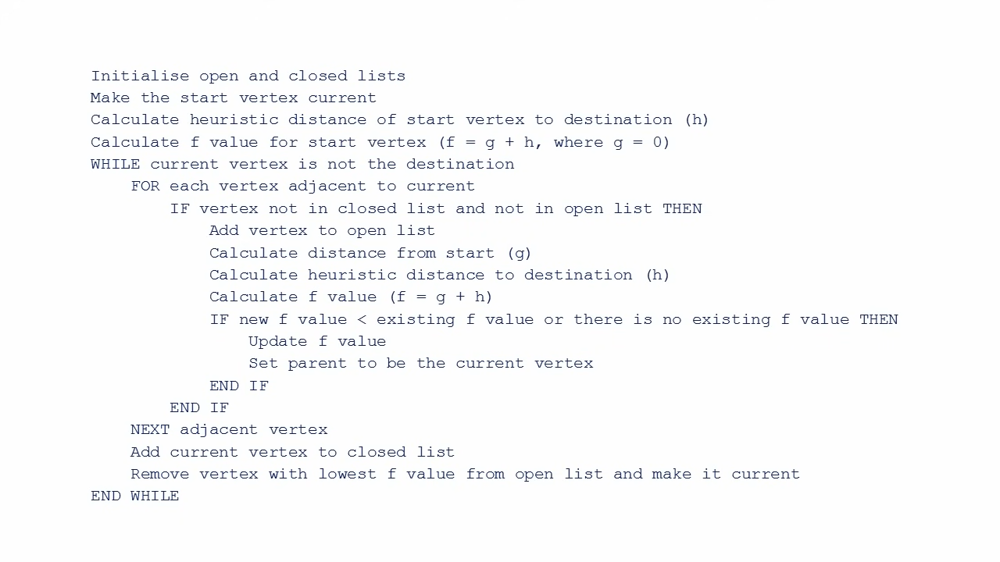 Initialise open and closed lists
Make the start vertex current
Calculate heuristic distance of start vertex to destination (h)
Calculate f value for start vertex (f = g + h, where g = 0)
WHILE current vertex is not the destination
    FOR each vertex adjacent to current
        IF vertex not in closed list and not in open list THEN
            Add vertex to open list
            Calculate distance from start (g)
            Calculate heuristic distance to destination (h)
            Calculate f value (f = g + h)
            IF new f value < existing f value or there is no existing f value THEN
                Update f value
                Set parent to be the current vertex
            END IF
        END IF
    NEXT adjacent vertex
    Add current vertex to closed list
    Remove vertex with lowest f value from open list and make it current
END WHILE